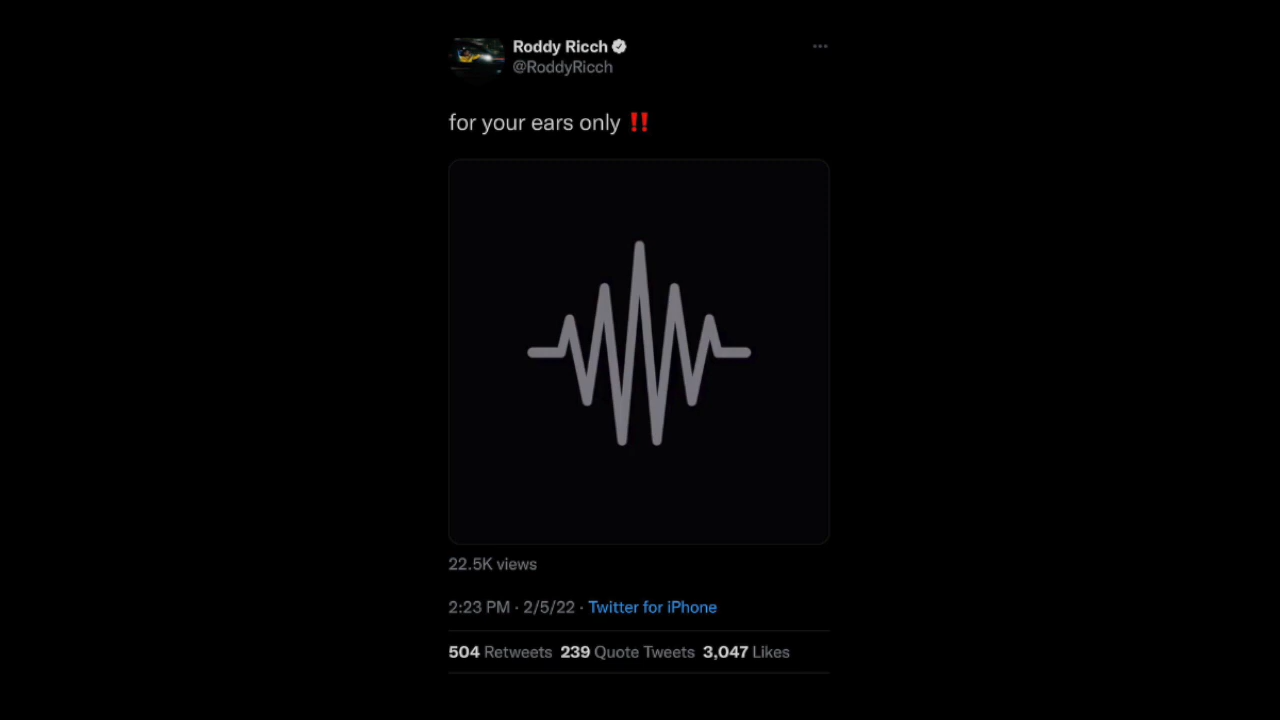 Roddy Ricch
@RoddyRicch
for your ears only ‼️
22.5K views
2:23 PM · 2/5/22 · Twitter for iPhone
504 Retweets 239 Quote Tweets 3,047 Likes